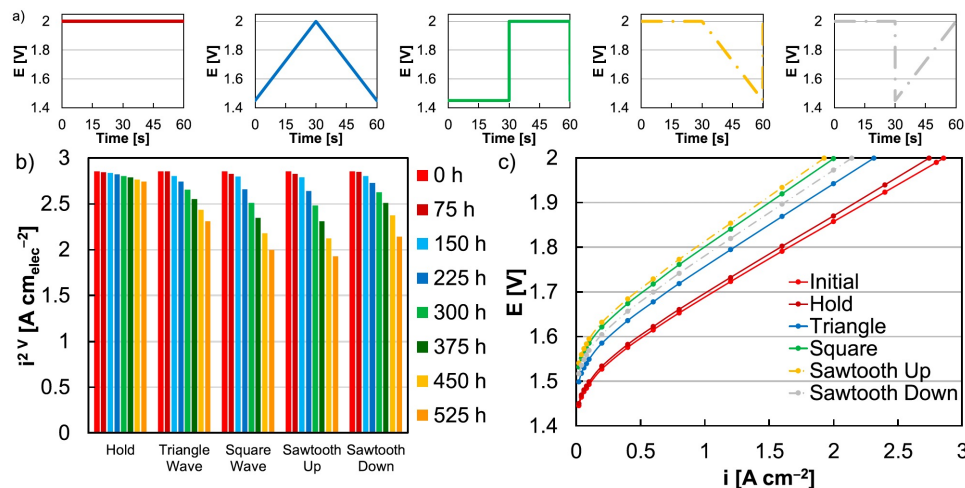 a)
E [V]
2
1.8
1.6
1.4
0 15 30 45 60
Time [s]
E [V]
2
1.8
1.6
1.4
0 15 30 45 60
Time [s]
E [V]
2
1.8
1.6
1.4
0 15 30 45 60
Time [s]
E [V]
2
1.8
1.6
1.4
0 15 30 45 60
Time [s]
E [V]
2
1.8
1.6
1.4
0 15 30 45 60
Time [s]
b)
i² ⱽ [A cm_elec⁻²]
3
2.5
2
1.5
1
0.5
0
Hold
Triangle
Wave
Square
Wave
Sawtooth
Up
Sawtooth
Down
0 h
75 h
150 h
225 h
300 h
375 h
450 h
525 h
c)
E [V]
2
1.9
1.8
1.7
1.6
1.5
1.4
0 0.5 1 1.5 2 2.5 3
i [A cm⁻²]
Initial
Hold
Triangle
Square
Sawtooth Up
Sawtooth Down